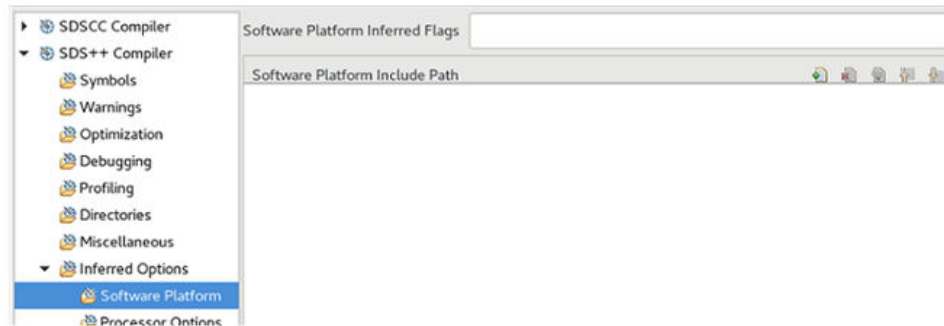 SDSCC Compiler
SDS++ Compiler
Symbols
Warnings
Optimization
Debugging
Profiling
Directories
Miscellaneous
Inferred Options
Software Platform
Processor Options
Software Platform Inferred Flags
Software Platform Include Path